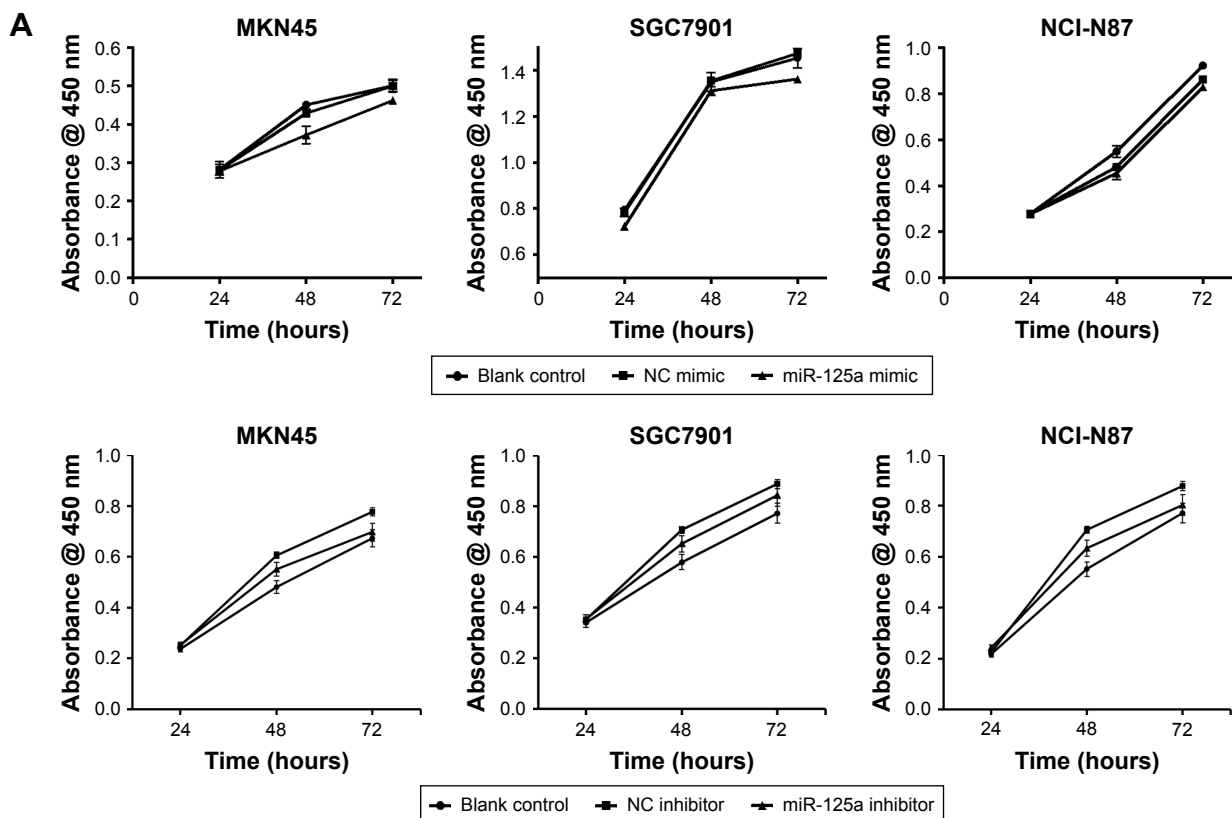 A
MKN45
SGC7901
NCI-N87
Absorbance @ 450 nm
0.6
0.5
0.4
0.3
0.2
0.1
0.0
0
24
48
72
Time (hours)
Absorbance @ 450 nm
1.4
1.2
1.0
0.8
0.6
0
24
48
72
Time (hours)
Absorbance @ 450 nm
1.0
0.8
0.6
0.4
0.2
0.0
0
24
48
72
Time (hours)
Blank control NC mimic miR-125a mimic
MKN45
SGC7901
NCI-N87
Absorbance @ 450 nm
1.0
0.8
0.6
0.4
0.2
0.0
24
48
72
Time (hours)
Absorbance @ 450 nm
1.0
0.8
0.6
0.4
0.2
0.0
24
48
72
Time (hours)
Absorbance @ 450 nm
1.0
0.8
0.6
0.4
0.2
0.0
24
48
72
Time (hours)
Blank control NC inhibitor miR-125a inhibitor